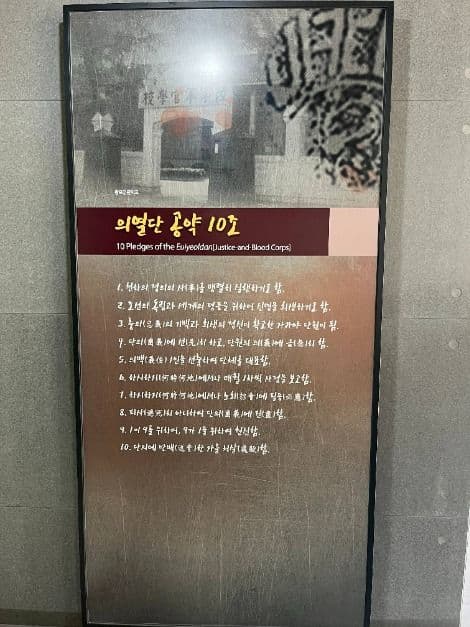 의열단 공약 10조
10 Pledges of the Euiyeoldan[Justice-and-Blood Corps]
1. 천하의 정의의 사(事)를 맹렬히 실행하기로 함.
2. 조선의 독립과 세계의 평등을 위하여 신명을 희생하기로 함.
3. 충의(忠義)의 기백과 희생의 정신이 확고한 자라야 단원이 됨.
4. 단의(團義)에 선(先)히 하고, 단원의 의(義)에 급(急)히 함.
5. 의백(義伯)1인을 선출하여 단체를 대표함.
6. 하시하지(何時何地)에서나 매월 1차씩 사정을 보고함.
7. 하시하지(何時何地)에서나 초회(招會)에 필응(必應)함.
8. 피사(避死)치 아니하여 단의(團義)에 진(盡)함.
9. 1이 9를 위하여, 9가 1을 위하여 헌신함.
10. 단의에 반배(返背)한 자를 처살(處殺)함.